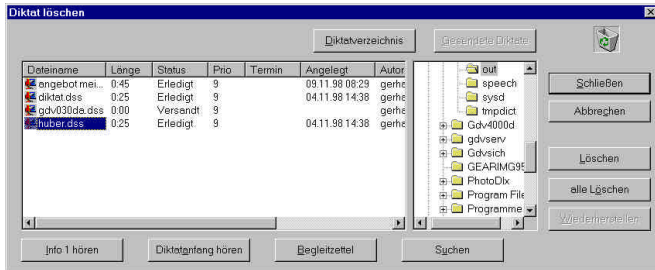 Diktat löschen
Diktatverzeichnis
Gesendete Diktate
Dateiname Länge Status Prio Termin Angelegt Autor
angebot mei... 0:45 Erledigt 9 09.11.98 08:29 gerha
diktat.dss 0:25 Erledigt 9 04.11.98 14:38 gerha
gdv030da.dss 0:00 Versandt 9 gerha
huber.dss 0:25 Erledigt 9 04.11.98 14:38 gerha
out
speech
sysd
tmpdict
Gdv4000d
gdvserv
Gdvsich
GEARIMG95
PhotoDlx
Program File
Programme
Schließen
Abbrechen
Löschen
alle Löschen
Wiederherstellen
Info 1 hören
Diktatanfang hören
Begleitzettel
Suchen